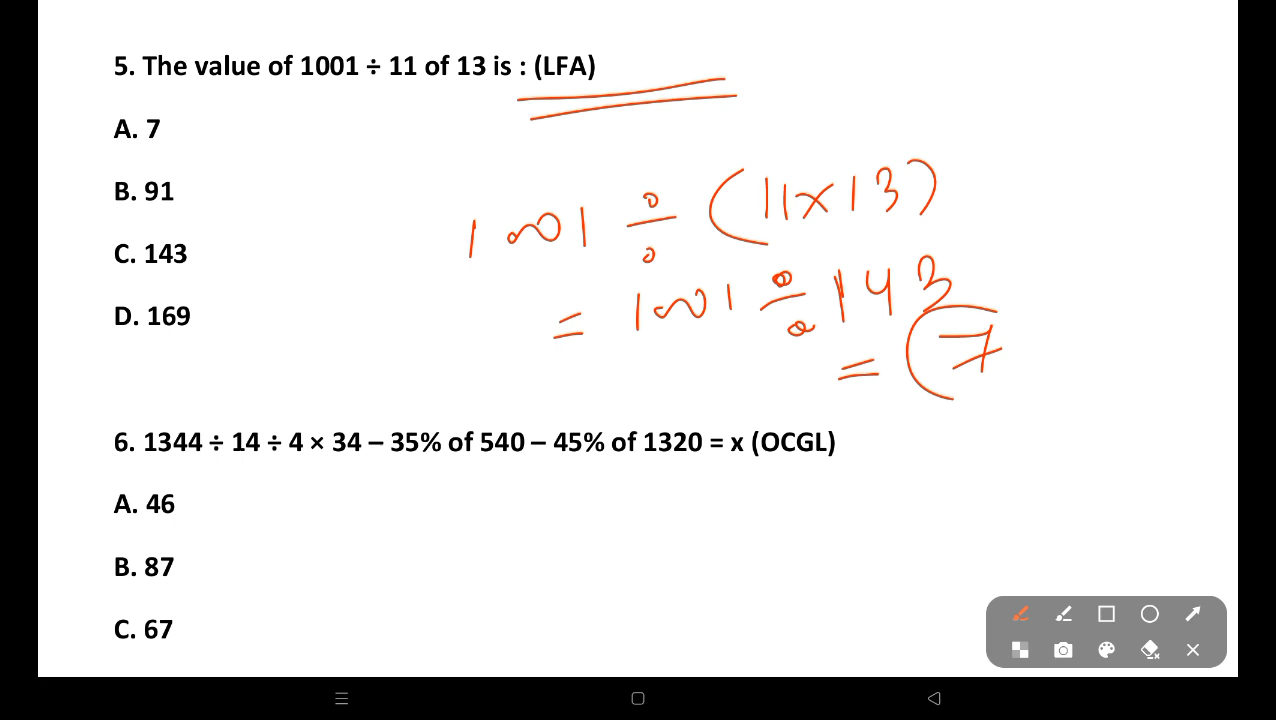 5. The value of 1001 ÷ 11 of 13 is : (LFA)
A. 7
B. 91
C. 143
D. 169
1001 ÷ (11×13)
= 1001 ÷ 143
= (7
6. 1344 ÷ 14 ÷ 4 × 34 – 35% of 540 – 45% of 1320 = x (OCGL)
A. 46
B. 87
C. 67